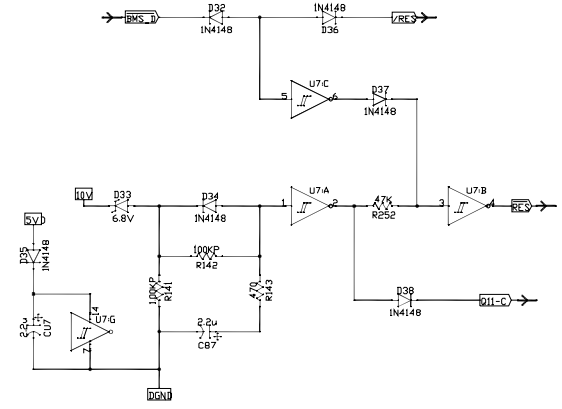 D32
1N4148
BMS_D
1N4148
D36
/RES
U7:C
5
6
D37
1N4148
10V
D33
6.8V
D34
1N4148
U7:A
1
2
47K
R252
U7:B
3
4
RES
5VD
D35
1N4148
100KP
R142
100KP
R141
470
R143
D38
1N4148
Q11-C
2.2u
CU7
14
U7:G
7
2.2u
C87
DGND